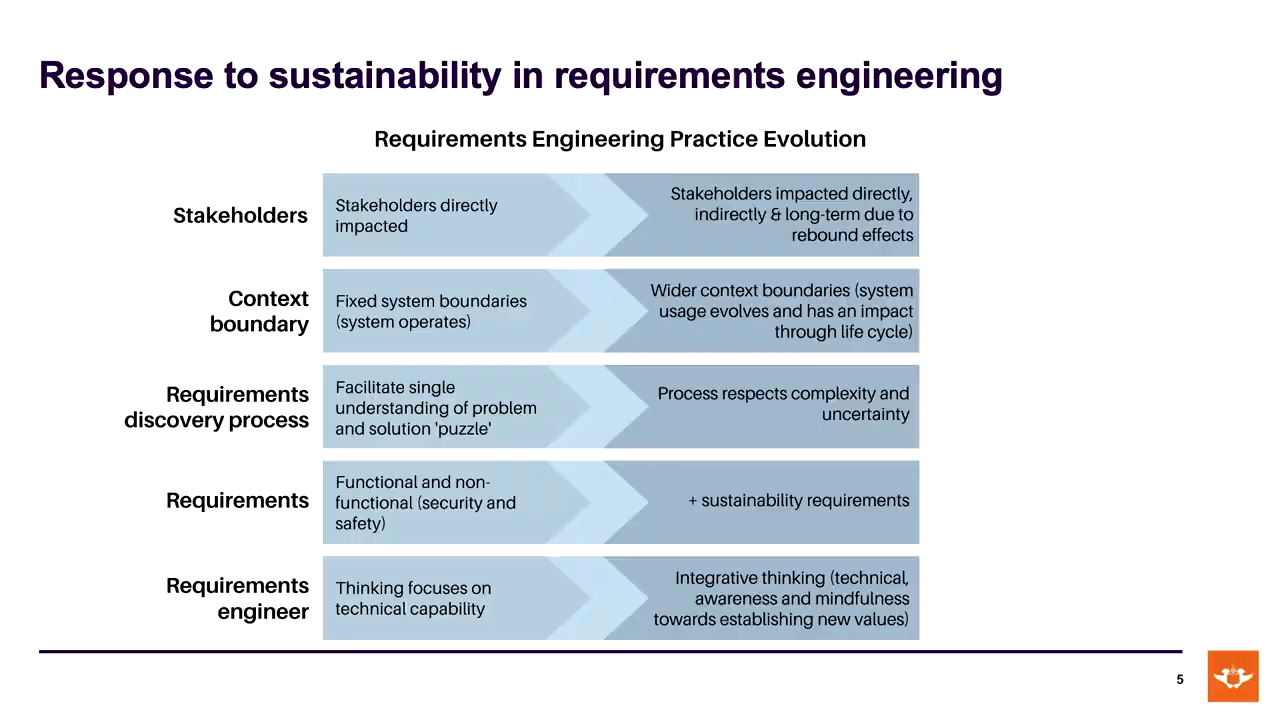 Response to sustainability in requirements engineering
Requirements Engineering Practice Evolution
Stakeholders
Stakeholders directly
impacted
Stakeholders impacted directly,
indirectly & long-term due to
rebound effects
Context
boundary
Fixed system boundaries
(system operates)
Wider context boundaries (system
usage evolves and has an impact
through life cycle)
Requirements
discovery process
Facilitate single
understanding of problem
and solution 'puzzle'
Process respects complexity and
uncertainty
Requirements
Functional and non-
functional (security and
safety)
+ sustainability requirements
Requirements
engineer
Thinking focuses on
technical capability
Integrative thinking (technical,
awareness and mindfulness
towards establishing new values)
5